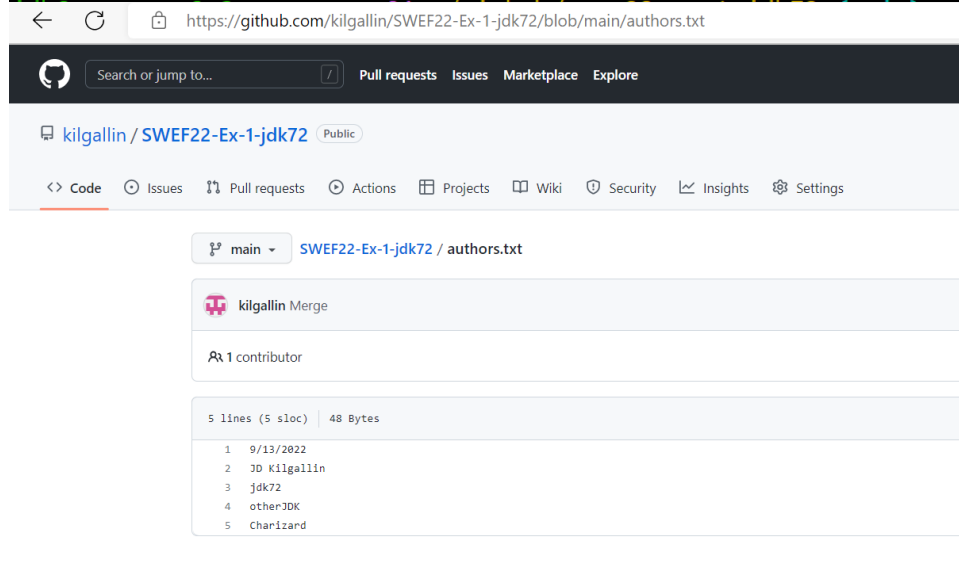 https://github.com/kilgallin/SWEF22-Ex-1-jdk72/blob/main/authors.txt
Search or jump to... / Pull requests Issues Marketplace Explore
kilgallin / SWEF22-Ex-1-jdk72 Public
<> Code Issues Pull requests Actions Projects Wiki Security Insights Settings
main SWEF22-Ex-1-jdk72 / authors.txt
kilgallin Merge
1 contributor
5 lines (5 sloc) 48 Bytes
1 9/13/2022
2 JD Kilgallin
3 jdk72
4 otherJDK
5 Charizard